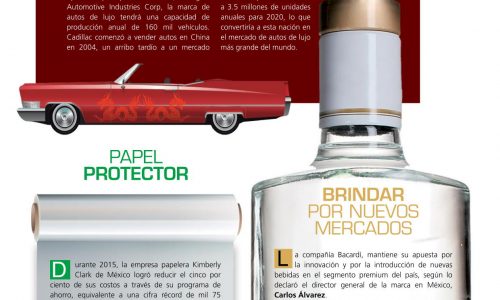 Automotive Industries Corp, la marca de
autos de lujo tendrá una capacidad de
producción anual de 160 mil vehículos.
Cadillac comenzó a vender autos en China
en 2004, un arribo tardío a un mercado
a 3.5 millones de unidades
anuales para 2020, lo que
convertiría a esta nación en
el mercado de autos de lujo
más grande del mundo.
PAPEL
PROTECTOR
Durante 2015, la empresa papelera Kimberly
Clark de México logró reducir el cinco por
ciento de sus costos a través de su programa de
ahorro, equivalente a una cifra récord de mil 75
BRINDAR
POR NUEVOS
MERCADOS
La compañía Bacardi, mantiene su apuesta por
la innovación y por la introducción de nuevas
bebidas en el segmento premium del país, según lo
declaró el director general de la marca en México,
Carlos Álvarez.